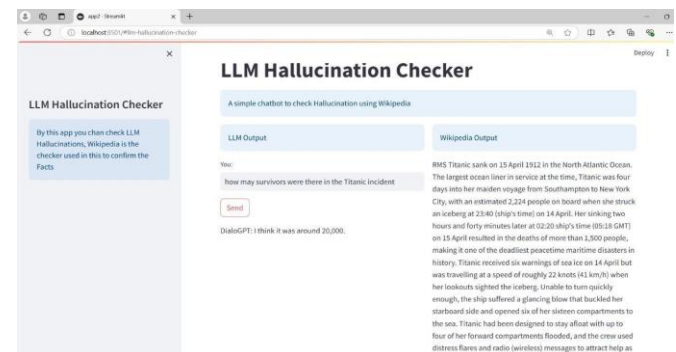 app2 · Streamlit
localhost:8501/#llm-hallucination-checker
Deploy
LLM Hallucination Checker
By this app you chan check LLM
Hallucinations, Wikipedia is the
checker used in this to confirm the
Facts
LLM Hallucination Checker
A simple chatbot to check Hallucination using Wikipedia
LLM Output
You:
how may survivors were there in the Titanic incident
Send
DialoGPT: I think it was around 20,000.
Wikipedia Output
RMS Titanic sank on 15 April 1912 in the North Atlantic Ocean.
The largest ocean liner in service at the time, Titanic was four
days into her maiden voyage from Southampton to New York
City, with an estimated 2,224 people on board when she struck
an iceberg at 23:40 (ship's time) on 14 April. Her sinking two
hours and forty minutes later at 02:20 ship's time (05:18 GMT)
on 15 April resulted in the deaths of more than 1,500 people,
making it one of the deadliest peacetime maritime disasters in
history. Titanic received six warnings of sea ice on 14 April but
was travelling at a speed of roughly 22 knots (41 km/h) when
her lookouts sighted the iceberg. Unable to turn quickly
enough, the ship suffered a glancing blow that buckled her
starboard side and opened six of her sixteen compartments to
the sea. Titanic had been designed to stay afloat with up to
four of her forward compartments flooded, and the crew used
distress flares and radio (wireless) messages to attract help as